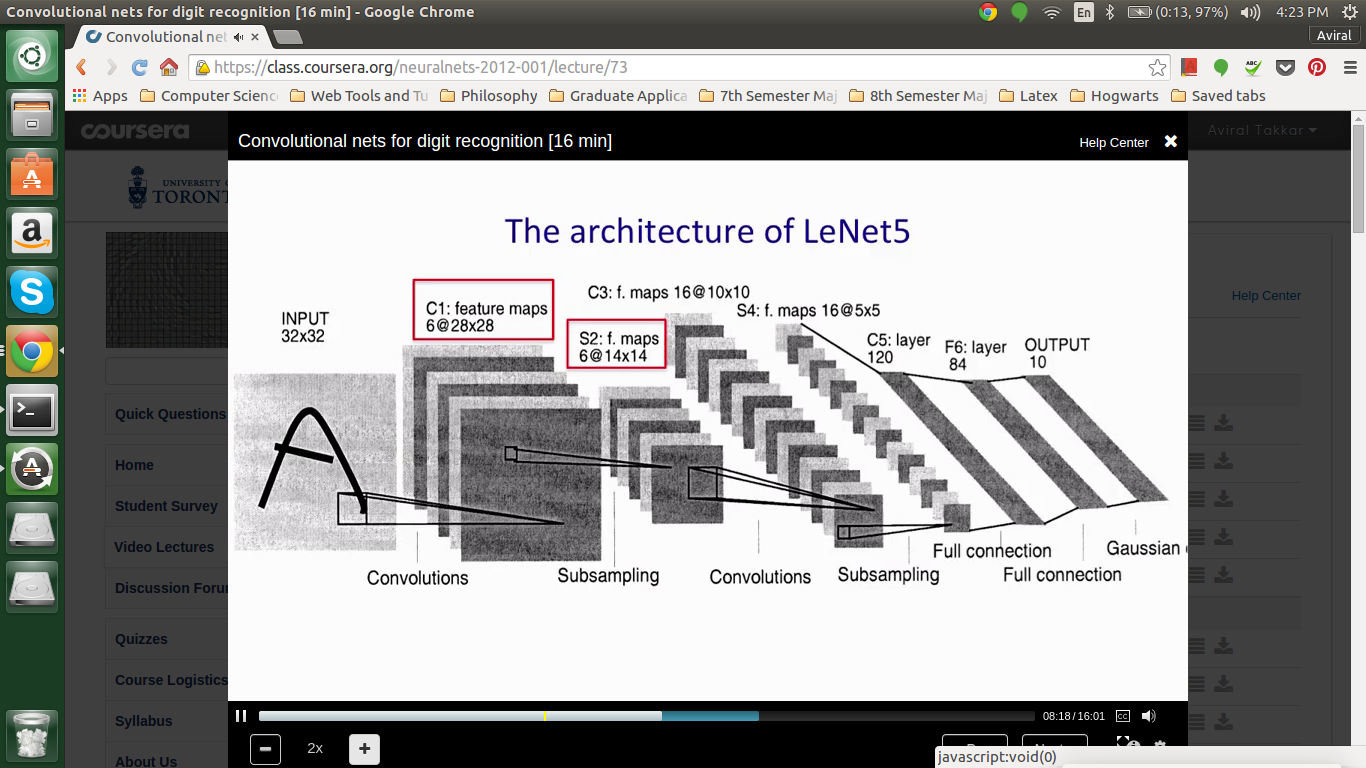 Convolutional nets for digit recognition [16 min] - Google Chrome
En
(0:13, 97%)
4:23 PM
Convolutional net
Aviral
https://class.coursera.org/neuralnets-2012-001/lecture/73
Apps
Computer Scienc
Web Tools and Tu
Philosophy
Graduate Applica
7th Semester Maj
8th Semester Maj
Latex
Hogwarts
Saved tabs
coursera
Aviral Takkar
Convolutional nets for digit recognition [16 min]
Help Center
UNIVERSITY O
TORONT
Help Center
Quick Questions
Home
Student Survey
Video Lectures
Discussion Foru
Quizzes
Course Logistics
Syllabus
About Us
The architecture of LeNet5
INPUT
32x32
C1: feature maps
6@28x28
S2: f. maps
6@14x14
C3: f. maps 16@10x10
S4: f. maps 16@5x5
C5: layer
120
F6: layer
84
OUTPUT
10
Convolutions
Subsampling
Convolutions
Subsampling
Full connection
Full connection
Gaussian
08:18 / 16:01
CC
2x
javascript:void(0)